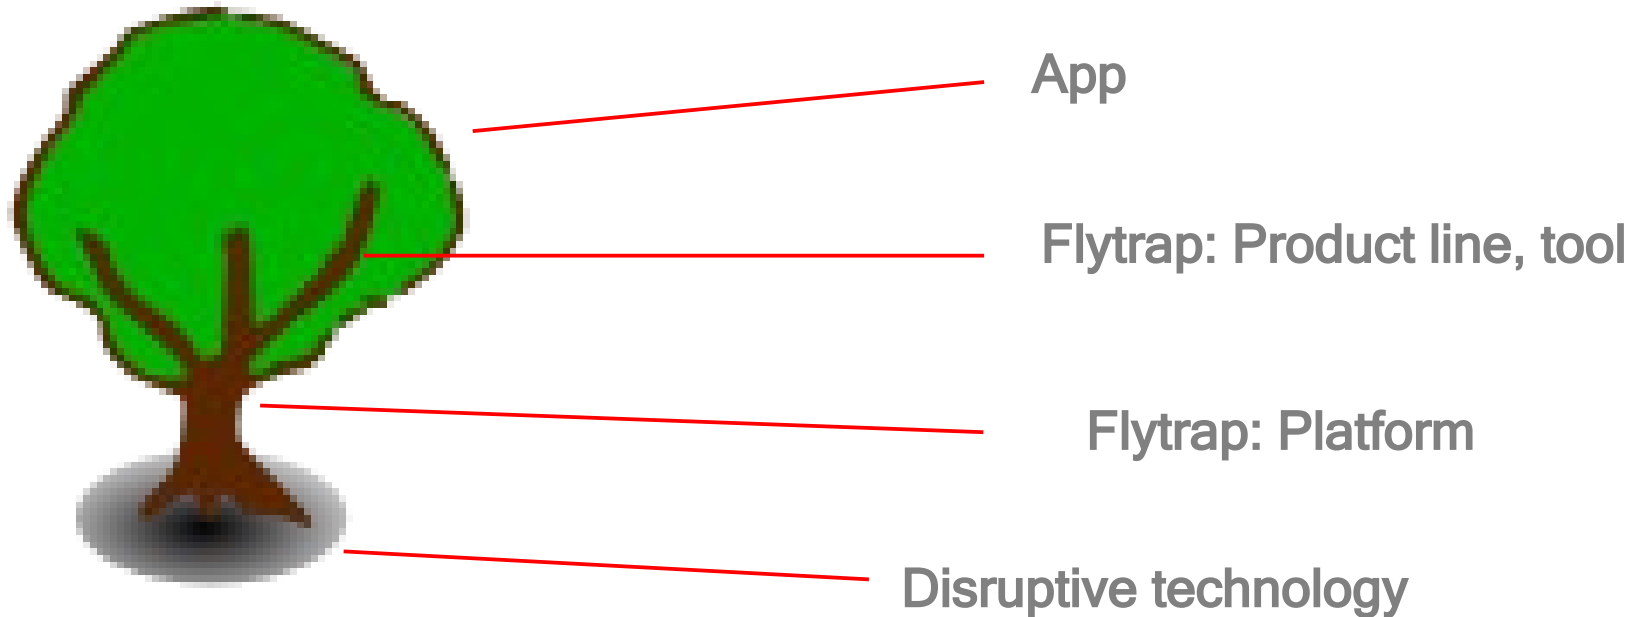 App
Flytrap: Product line, tool
Flytrap: Platform
Disruptive technology